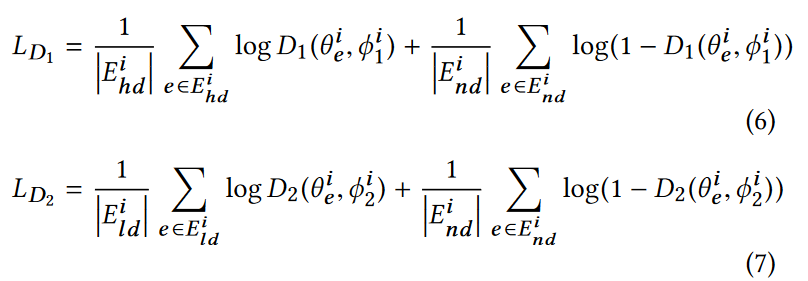 L_{D_1} = \frac{1}{|E^i_{hd}|} \sum_{e \in E^i_{hd}} \log D_1(\theta^i_e, \phi^i_1) + \frac{1}{|E^i_{nd}|} \sum_{e \in E^i_{nd}} \log(1 - D_1(\theta^i_e, \phi^i_1))
(6)
L_{D_2} = \frac{1}{|E^i_{ld}|} \sum_{e \in E^i_{ld}} \log D_2(\theta^i_e, \phi^i_2) + \frac{1}{|E^i_{nd}|} \sum_{e \in E^i_{nd}} \log(1 - D_2(\theta^i_e, \phi^i_2))
(7)